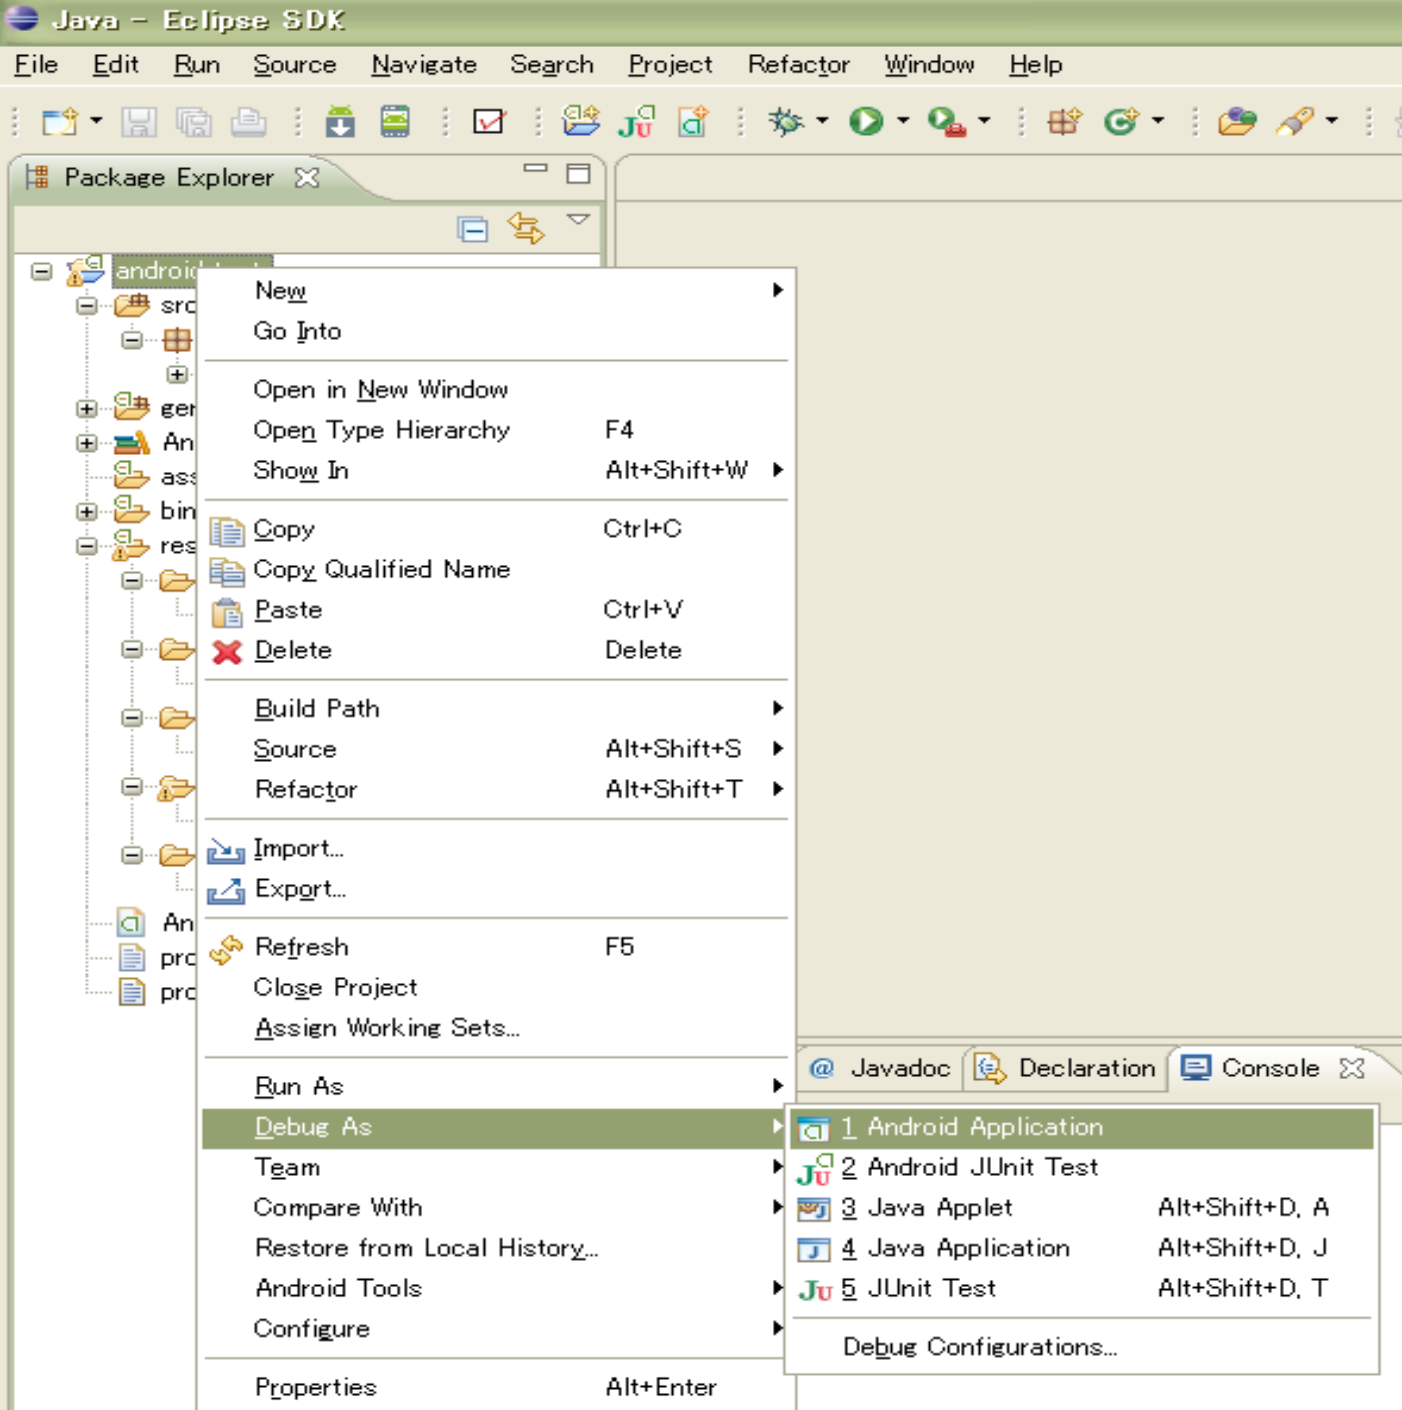 Java - Eclipse SDK
File Edit Run Source Navigate Search Project Refactor Window Help
Package Explorer
New
Go Into
Open in New Window
Open Type Hierarchy F4
Show In Alt+Shift+W
Copy Ctrl+C
Copy Qualified Name
Paste Ctrl+V
Delete Delete
Build Path
Source Alt+Shift+S
Refactor Alt+Shift+T
Import...
Export...
Refresh F5
Close Project
Assign Working Sets...
Run As
Debug As
Team
Compare With
Restore from Local History...
Android Tools
Configure
Properties Alt+Enter
src
bin
res
@ Javadoc Declaration Console
1 Android Application
2 Android JUnit Test
3 Java Applet Alt+Shift+D, A
4 Java Application Alt+Shift+D, J
5 JUnit Test Alt+Shift+D, T
Debug Configurations...